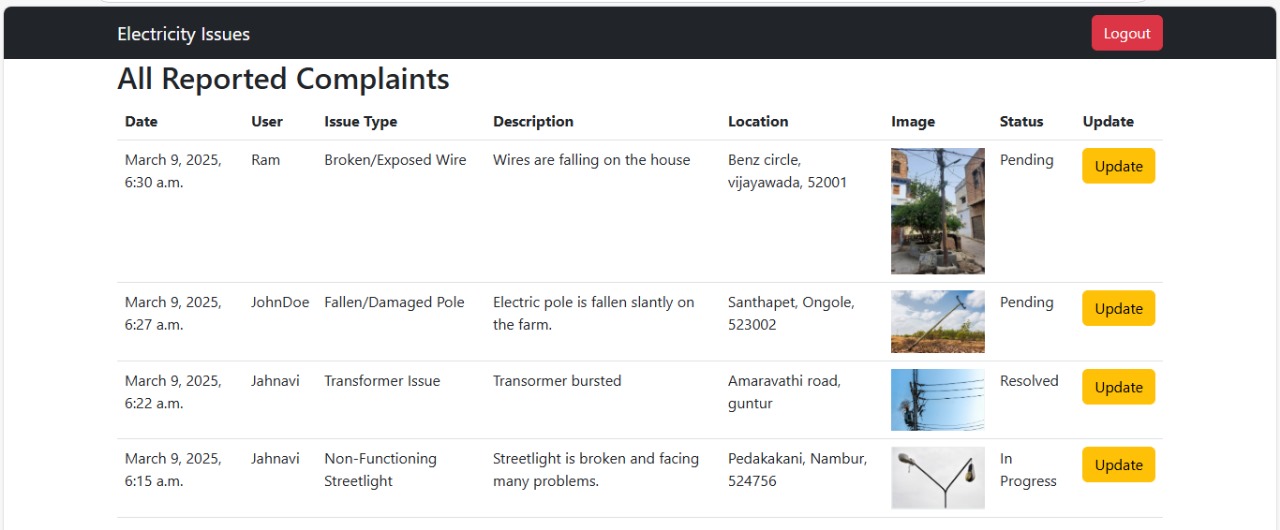 Electricity Issues
Logout
All Reported Complaints
Date User Issue Type Description Location Image Status Update
March 9, 2025, Ram Broken/Exposed Wire Wires are falling on the house Benz circle, Pending Update
6:30 a.m. vijayawada, 52001
March 9, 2025, JohnDoe Fallen/Damaged Pole Electric pole is fallen slantly on Santhapet, Ongole, Pending Update
6:27 a.m. the farm. 523002
March 9, 2025, Jahnavi Transformer Issue Transormer bursted Amaravathi road, Resolved Update
6:22 a.m. guntur
March 9, 2025, Jahnavi Non-Functioning Streetlight is broken and facing Pedakakani, Nambur, In Update
6:15 a.m. Streetlight many problems. 524756 Progress